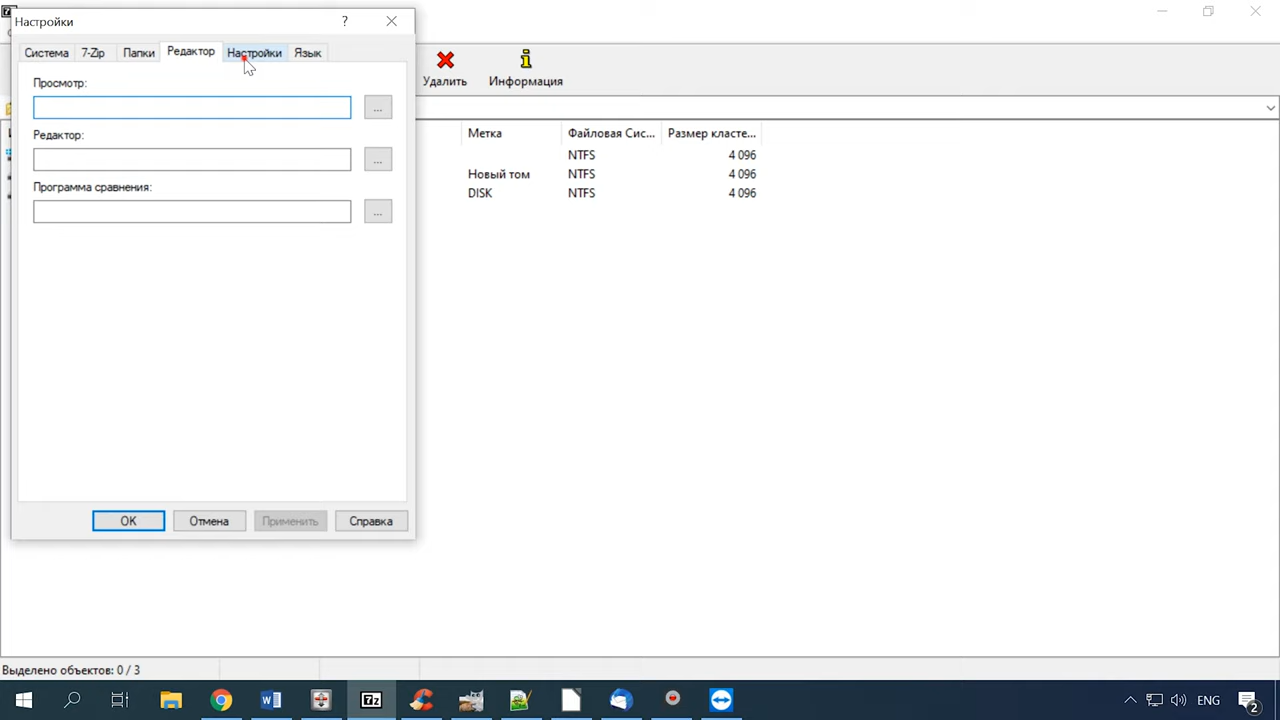 Настройки
?
Система 7-Zip Папки Редактор Настройки Язык
Просмотр:
...
Редактор:
...
Программа сравнения:
...
OK Отмена Применить Справка
Удалить Информация
Метка Файловая Сис... Размер класте...
NTFS 4 096
Новый том NTFS 4 096
DISK NTFS 4 096
Выделено объектов: 0 / 3
7z
ENG
2